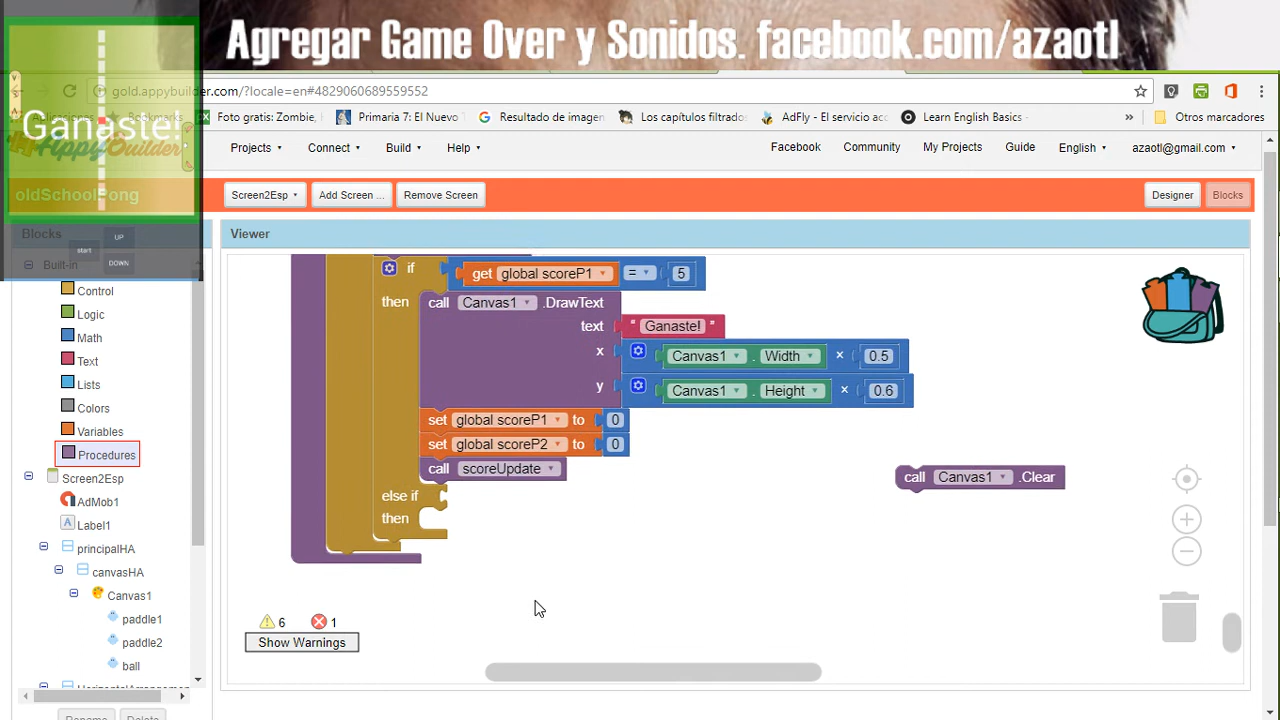 Agregar Game Over y Sonidos. facebook.com/azaotl
Ganaste!
AppyBuilder
oldSchoolPong
start
UP
DOWN
gold.appybuilder.com/?locale=en#4829060689559552
Aplicaciones Bookmarks Foto gratis: Zombie, Primaria 7: El Nuevo Resultado de imagen Los capítulos filtrados AdFly - El servicio ac Learn English Basics - » Otros marcadores
Projects Connect Build Help Facebook Community My Projects Guide English azaotl@gmail.com
Screen2Esp Add Screen ... Remove Screen Designer Blocks
Blocks
Built-in
Control
Logic
Math
Text
Lists
Colors
Variables
Procedures
Screen2Esp
AdMob1
Label1
principalHA
canvasHA
Canvas1
paddle1
paddle2
ball
Rename Delete
Viewer
if get global scoreP1 = 5
then call Canvas1 .DrawText
text " Ganaste! "
x Canvas1 . Width × 0.5
y Canvas1 . Height × 0.6
set global scoreP1 to 0
set global scoreP2 to 0
call scoreUpdate
else if
then
call Canvas1 .Clear
6 1
Show Warnings